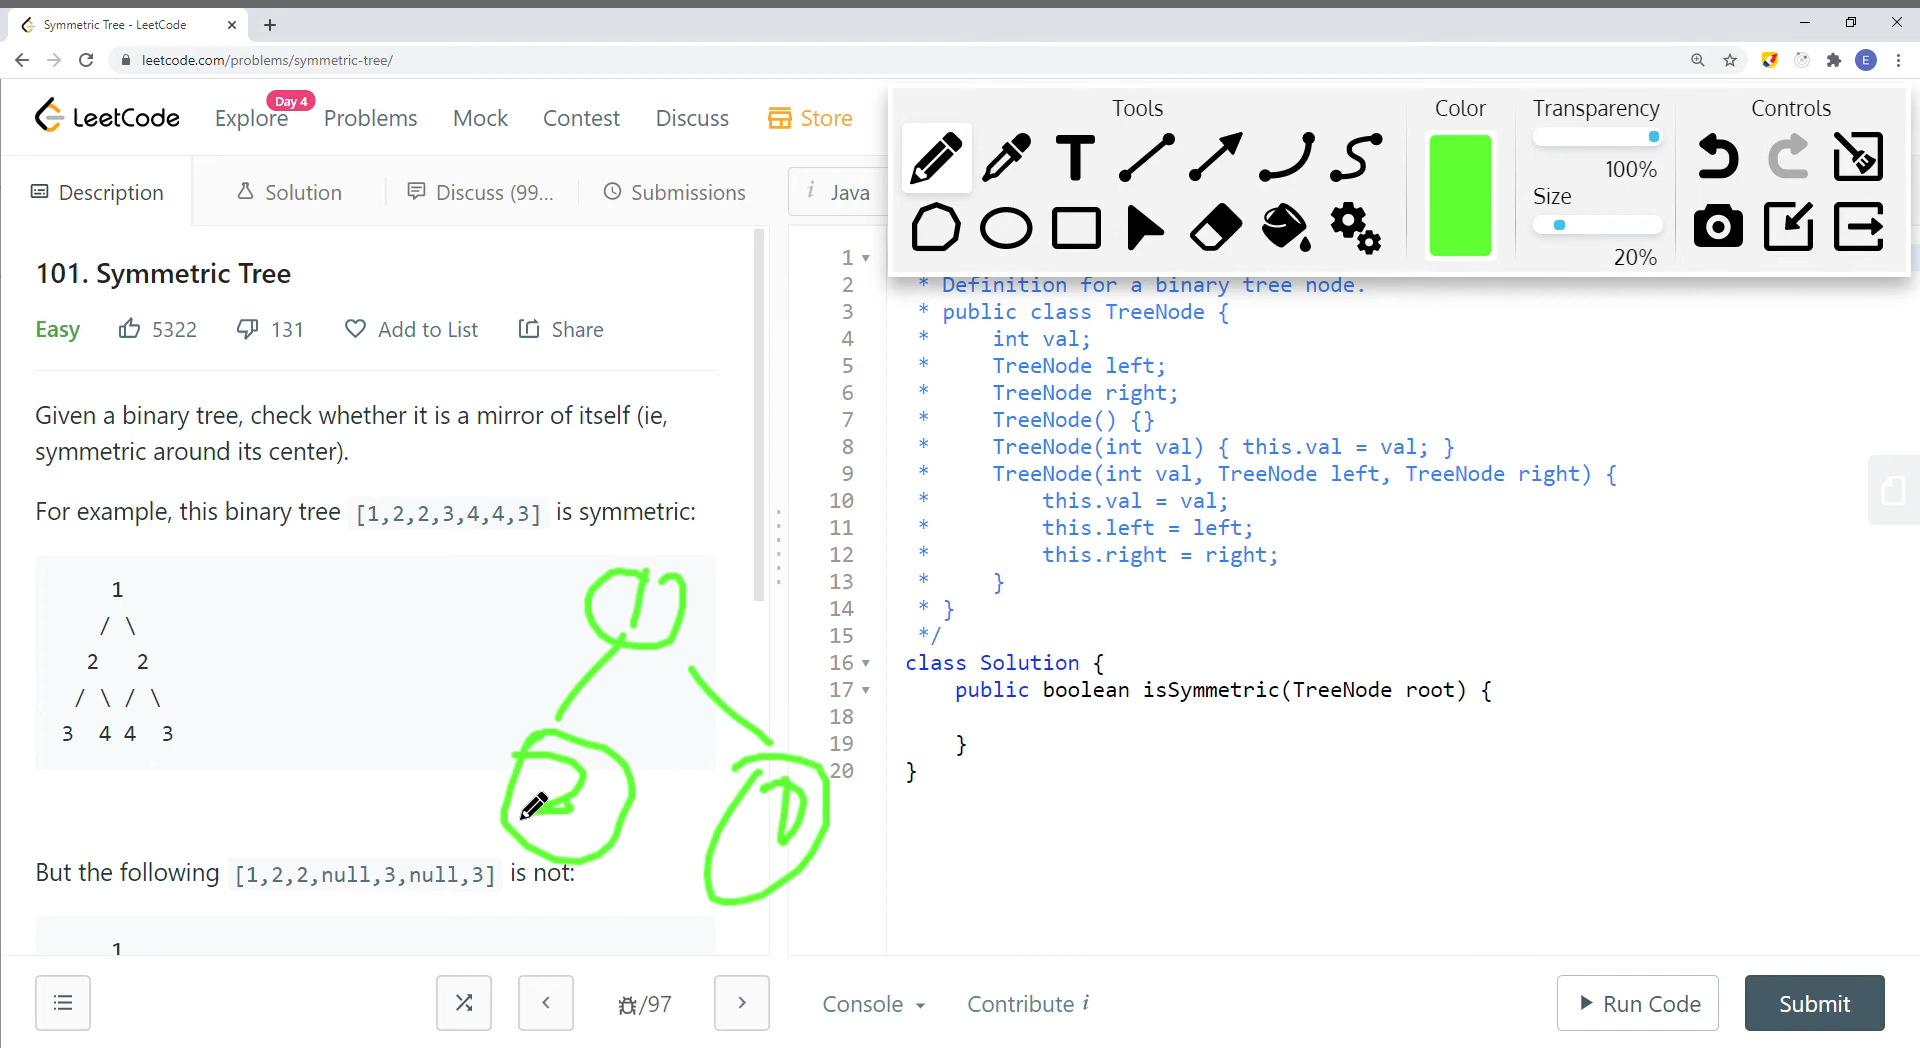 Symmetric Tree - LeetCode
leetcode.com/problems/symmetric-tree/
E
LeetCode
Explore
Day 4
Problems
Mock
Contest
Discuss
Store
Tools
T
Color
Transparency
100%
Size
20%
Controls
Description
Solution
Discuss (99...
Submissions
i Java
101. Symmetric Tree
Easy
5322
131
Add to List
Share
Given a binary tree, check whether it is a mirror of itself (ie,
symmetric around its center).
For example, this binary tree [1,2,2,3,4,4,3] is symmetric:
1
/ \
2 2
/ \ / \
3 4 4 3
1
2
But the following [1,2,2,null,3,null,3] is not:
1
1
2 * Definition for a binary tree node.
3 * public class TreeNode {
4 * int val;
5 * TreeNode left;
6 * TreeNode right;
7 * TreeNode() {}
8 * TreeNode(int val) { this.val = val; }
9 * TreeNode(int val, TreeNode left, TreeNode right) {
10 * this.val = val;
11 * this.left = left;
12 * this.right = right;
13 * }
14 * }
15 */
16 class Solution {
17 public boolean isSymmetric(TreeNode root) {
18
19 }
20 }
/97
Console
Contribute i
Run Code
Submit